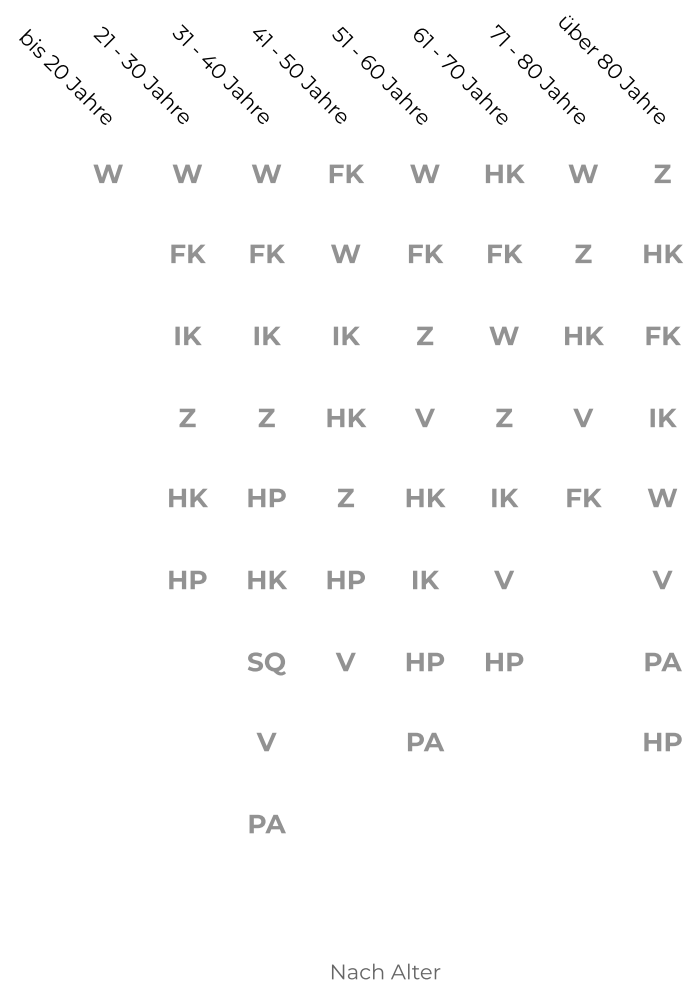 bis 20 Jahre 21 - 30 Jahre 31 - 40 Jahre 41 - 50 Jahre 51 - 60 Jahre 61 - 70 Jahre 71 - 80 Jahre über 80 Jahre
W W W FK W HK W Z
FK FK W FK FK Z HK
IK IK IK Z W HK FK
Z Z HK V Z V IK
HK HP Z HK IK FK W
HP HK HP IK V V
SQ V HP HP PA
V PA HP
PA
Nach Alter